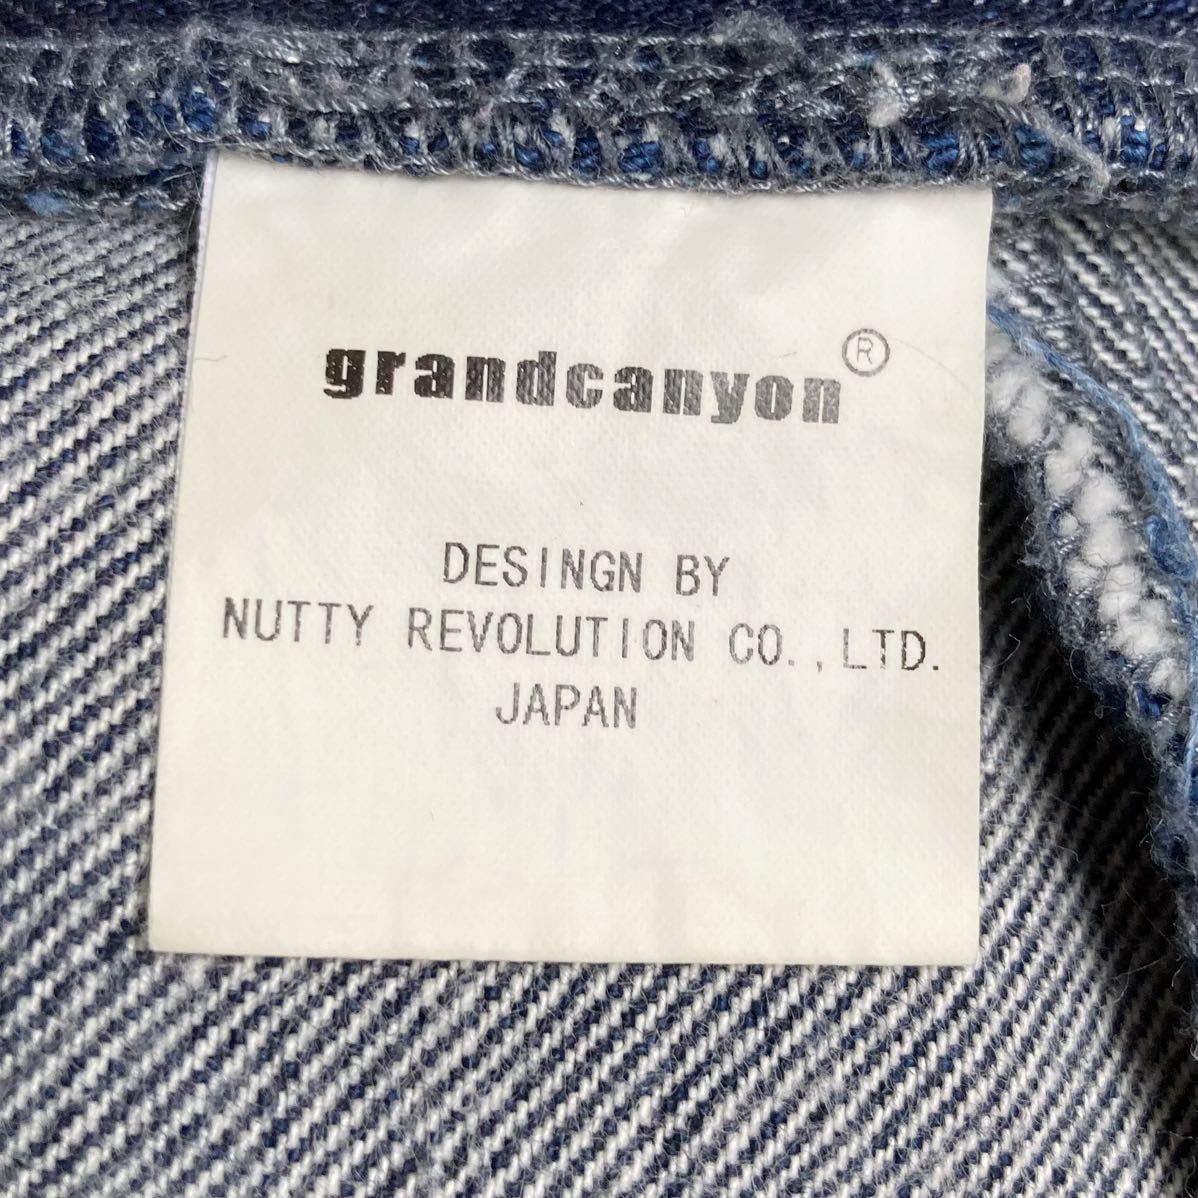 grandcanyon®
DESINGN BY
NUTTY REVOLUTION CO.,LTD.
JAPAN